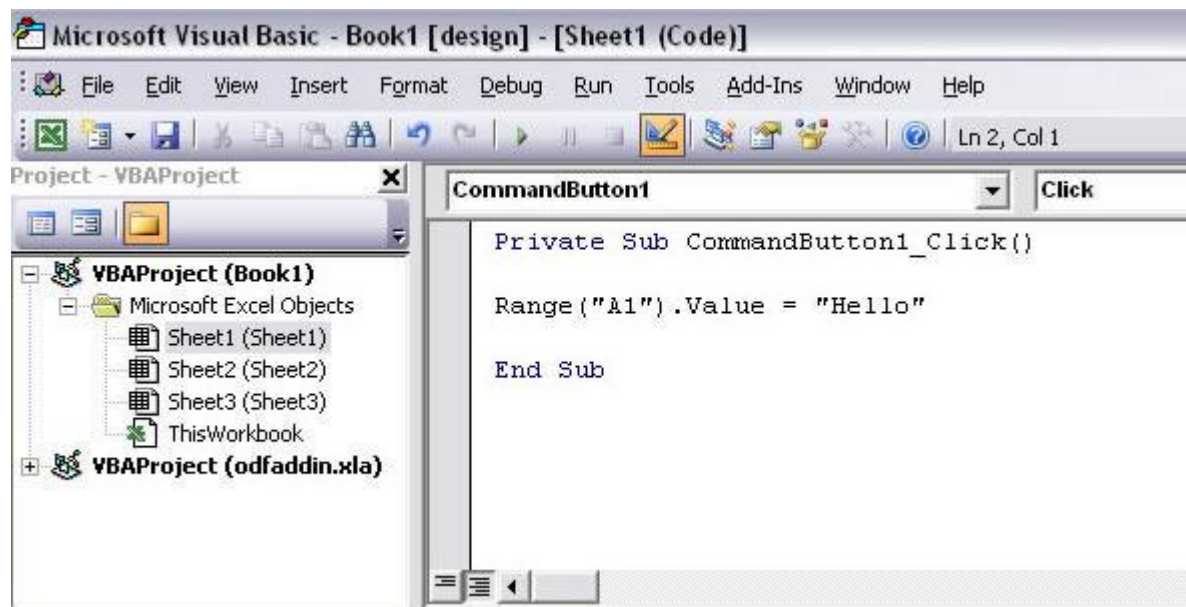 Microsoft Visual Basic - Book1 [design] - [Sheet1 (Code)]
File Edit View Insert Format Debug Run Tools Add-Ins Window Help
Ln 2, Col 1
Project - VBAProject
CommandButton1
Click
VBAProject (Book1)
Microsoft Excel Objects
Sheet1 (Sheet1)
Sheet2 (Sheet2)
Sheet3 (Sheet3)
ThisWorkbook
VBAProject (odfaddin.xla)
Private Sub CommandButton1_Click()
Range("A1").Value = "Hello"
End Sub